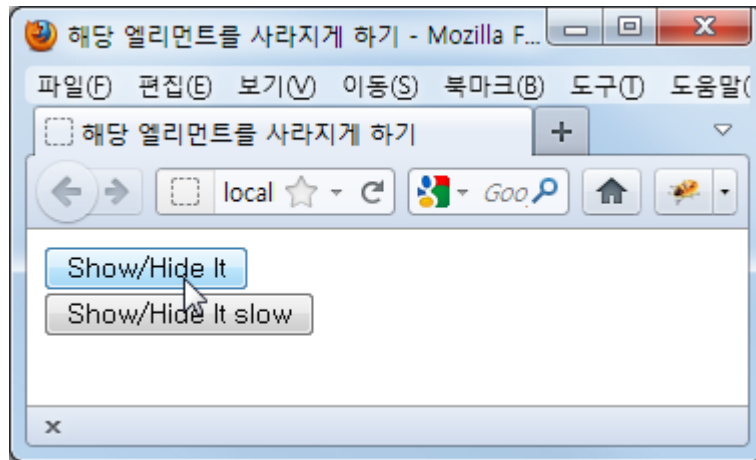 해당 엘리먼트를 사라지게 하기 - Mozilla F...
파일(F) 편집(E) 보기(V) 이동(S) 북마크(B) 도구(T) 도움말(
해당 엘리먼트를 사라지게 하기
local Goo
Show/Hide It
Show/Hide It slow